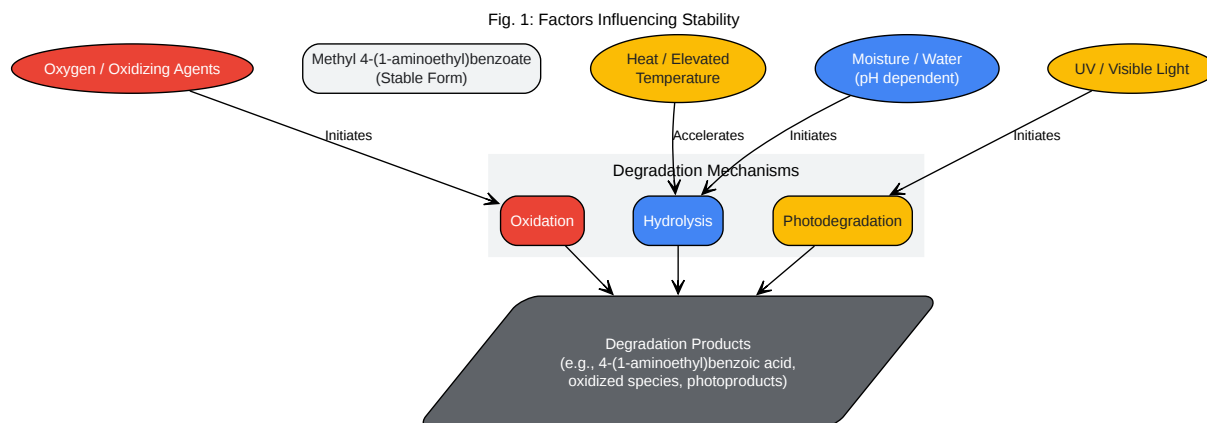 Fig. 1: Factors Influencing Stability
Oxygen / Oxidizing Agents
Methyl 4-(1-aminoethyl)benzoate
(Stable Form)
Heat / Elevated
Temperature
Moisture / Water
(pH dependent)
UV / Visible Light
Initiates
Accelerates
Initiates
Initiates
Degradation Mechanisms
Oxidation
Hydrolysis
Photodegradation
Degradation Products
(e.g., 4-(1-aminoethyl)benzoic acid,
oxidized species, photoproducts)